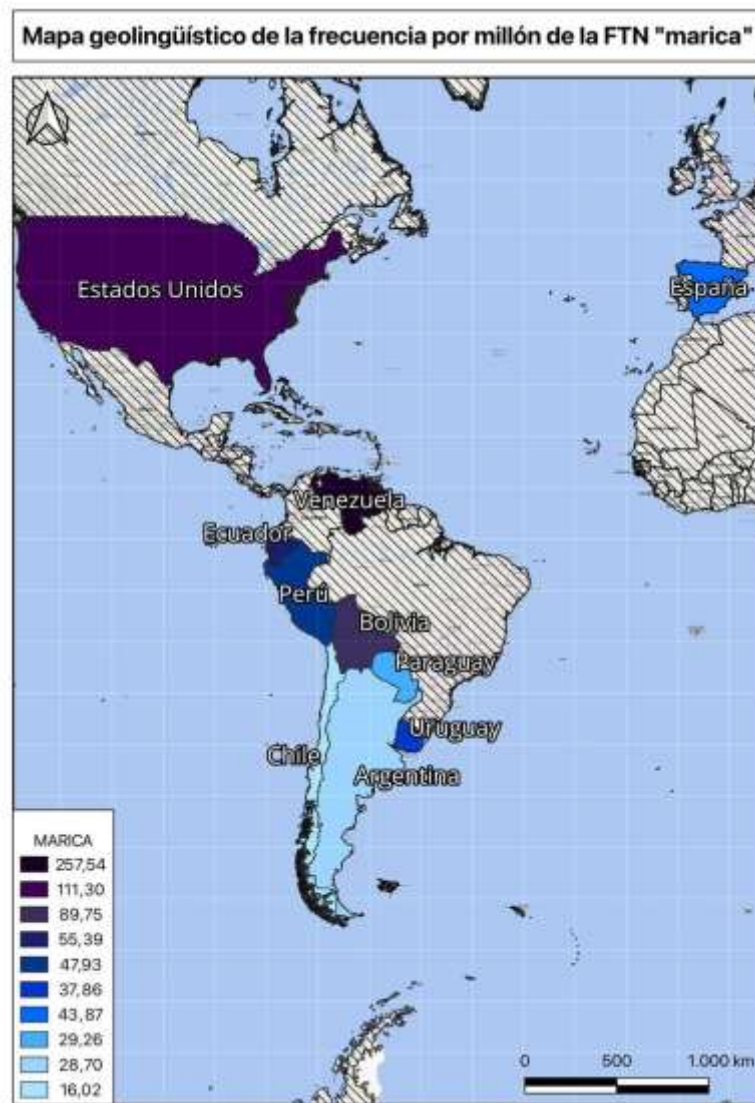 Mapa geolingüístico de la frecuencia por millón de la FTN "marica"
Estados Unidos
España
Venezuela
Ecuador
Perú
Bolivia
Paraguay
Uruguay
Chile
Argentina
MARICA
257,54
111,30
89,75
55,39
47,93
37,86
43,87
29,26
28,70
16,02
0 500 1.000 km